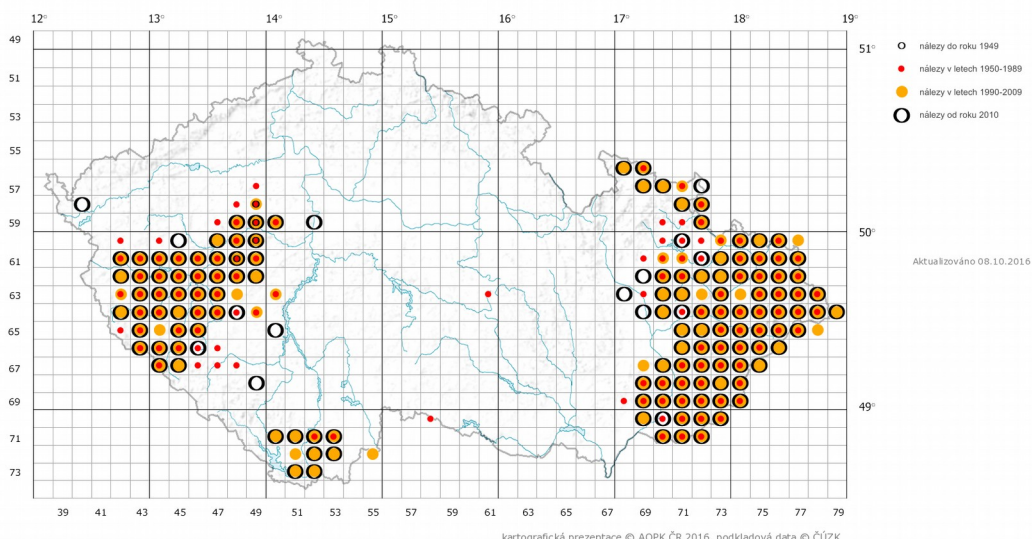 12° 13° 14° 15° 16° 17° 18° 19°
49 51°
nálezy do roku 1949
51
nálezy v letech 1950-1989
nálezy v letech 1990-2009
53
nálezy od roku 2010
55
57
59
50°
61
Aktualizováno 08.10.2016
63
65
67
69
49°
71
73
39 41 43 45 47 49 51 53 55 57 59 61 63 65 67 69 71 73 75 77 79
kartografická prezentace © AOPK ČR 2016, podkladová data © ČÚZK